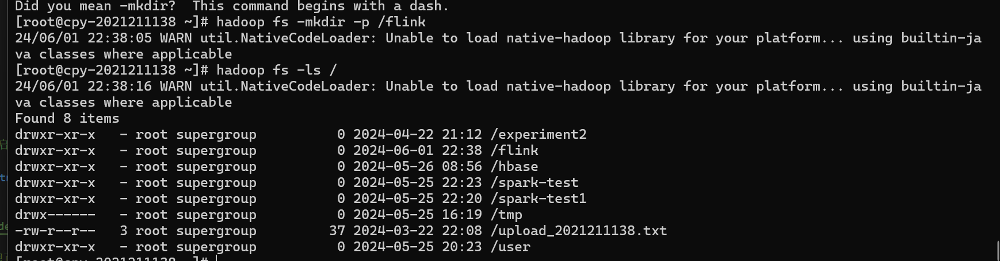 Did you mean -mkdir?  This command begins with a dash.
[root@cpy-2021211138 ~]# hadoop fs -mkdir -p /flink
24/06/01 22:38:05 WARN util.NativeCodeLoader: Unable to load native-hadoop library for your platform... using builtin-ja
va classes where applicable
[root@cpy-2021211138 ~]# hadoop fs -ls /
24/06/01 22:38:16 WARN util.NativeCodeLoader: Unable to load native-hadoop library for your platform... using builtin-ja
va classes where applicable
Found 8 items
drwxr-xr-x   - root supergroup          0 2024-04-22 21:12 /experiment2
drwxr-xr-x   - root supergroup          0 2024-06-01 22:38 /flink
drwxr-xr-x   - root supergroup          0 2024-05-26 08:56 /hbase
drwxr-xr-x   - root supergroup          0 2024-05-25 22:23 /spark-test
drwxr-xr-x   - root supergroup          0 2024-05-25 22:20 /spark-test1
drwx------   - root supergroup          0 2024-05-25 16:19 /tmp
-rw-r--r--   3 root supergroup         37 2024-03-22 22:08 /upload_2021211138.txt
drwxr-xr-x   - root supergroup          0 2024-05-25 20:23 /user
[root@cpy-2021211138 ~]#